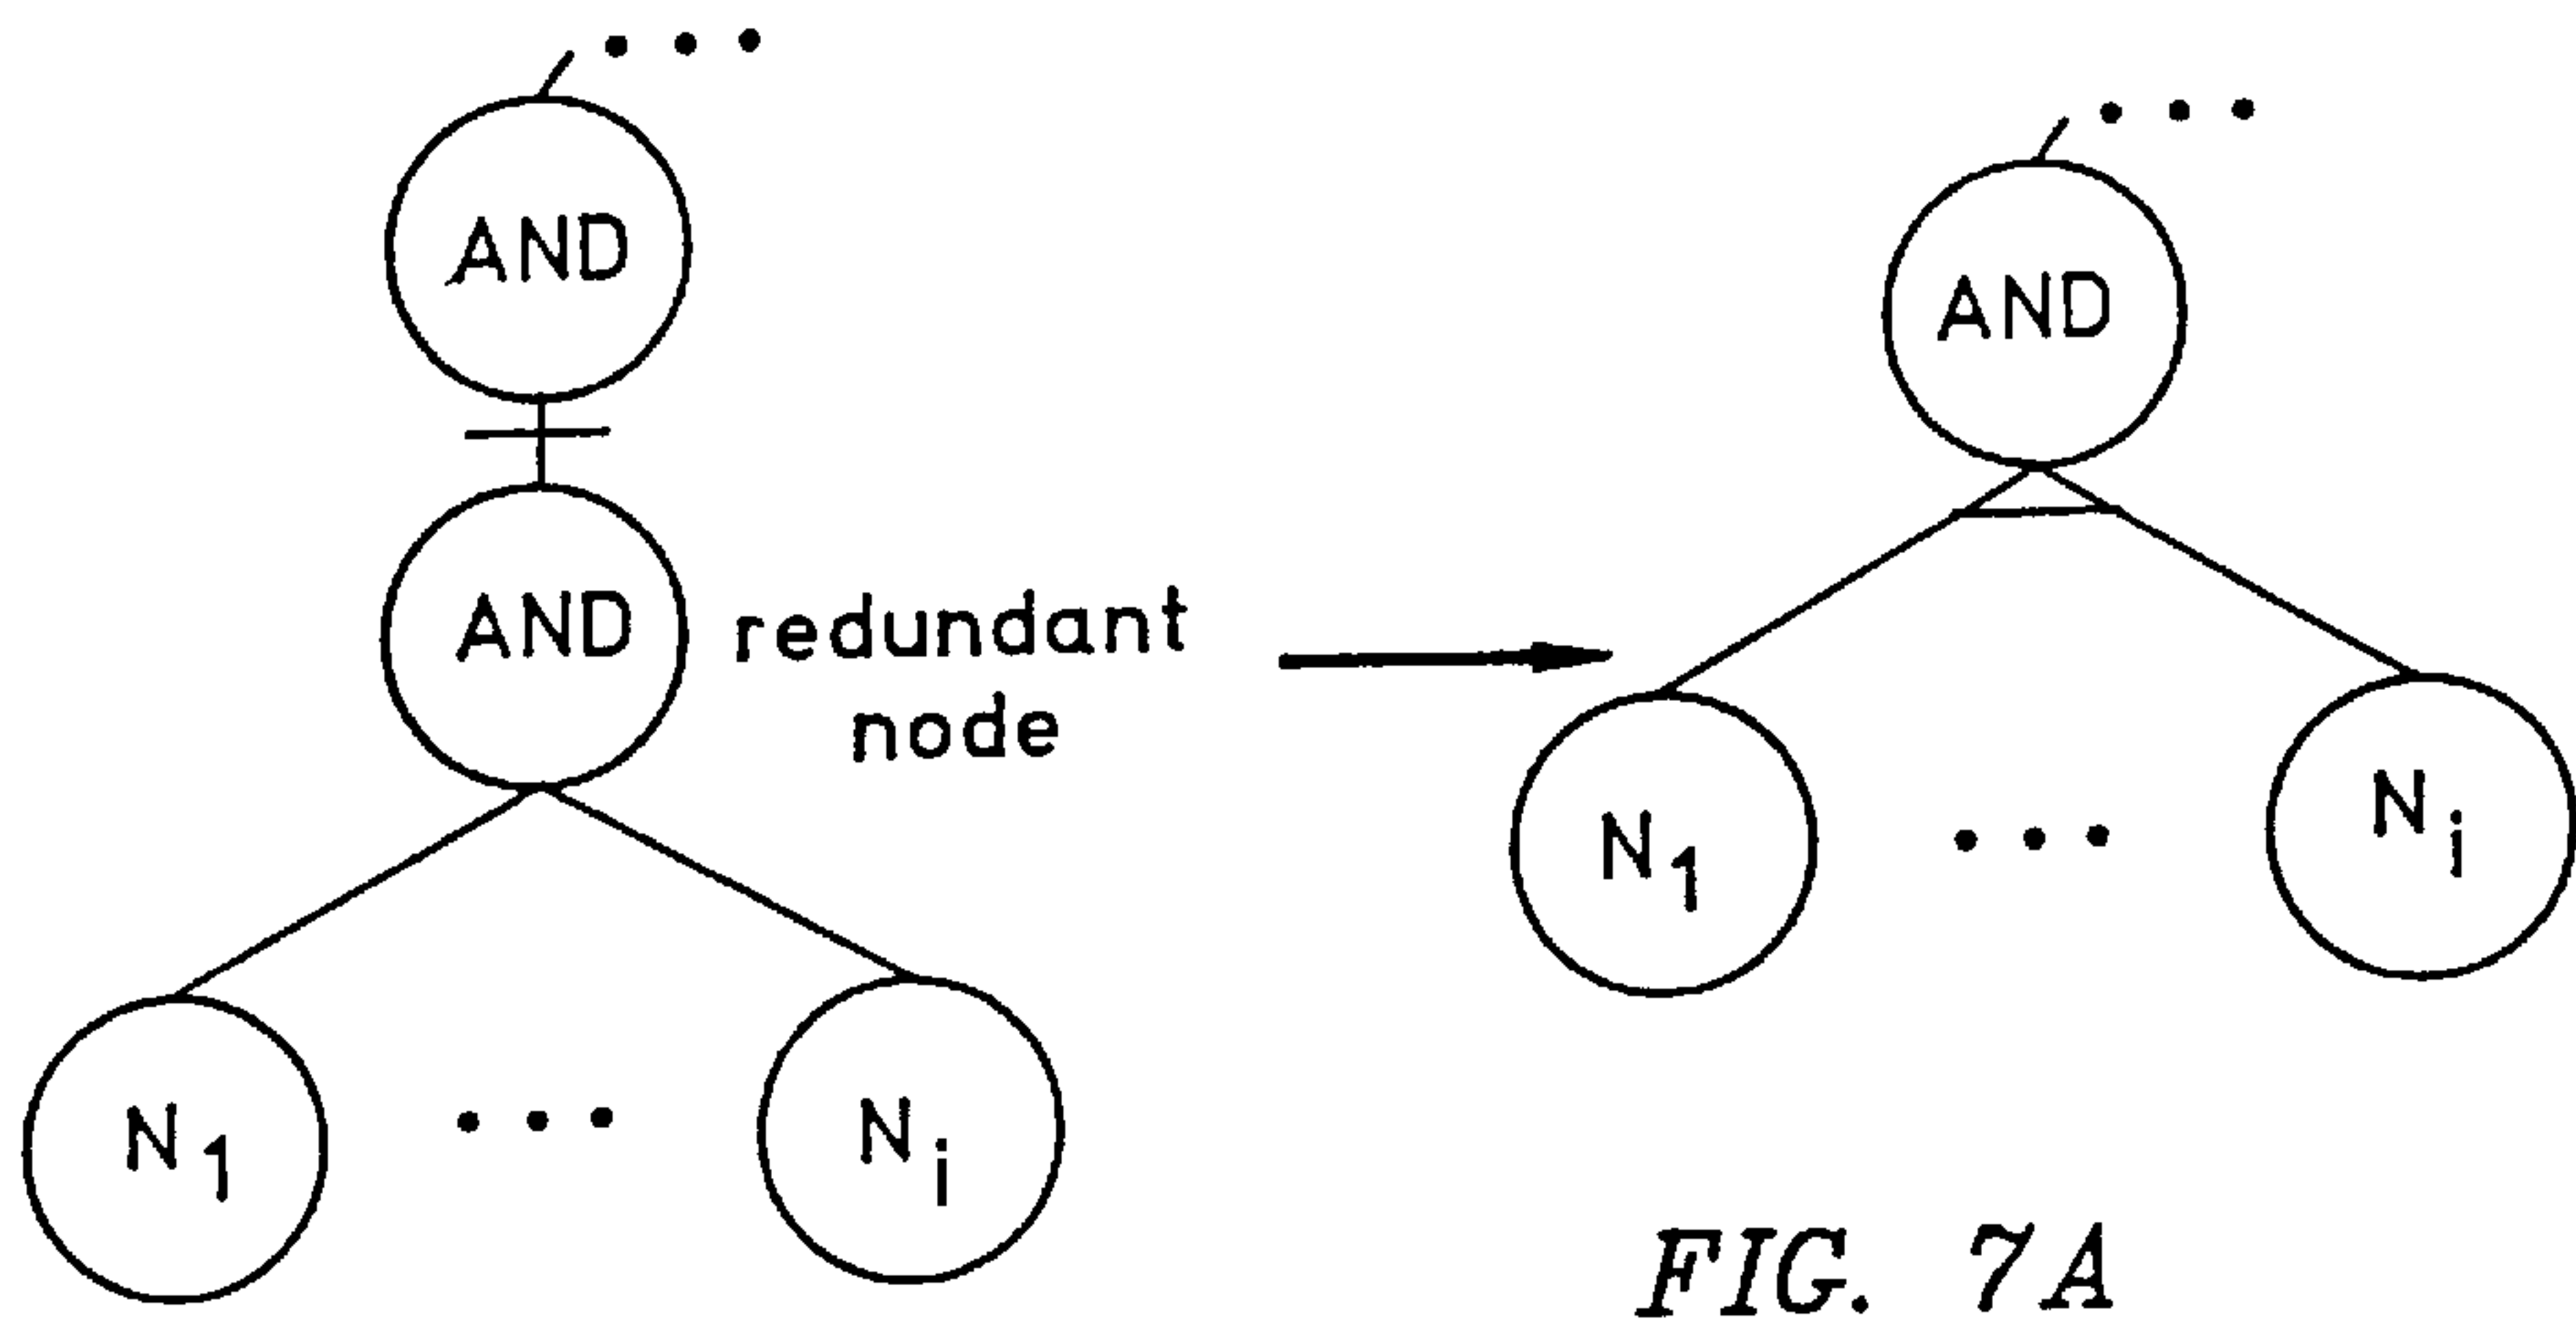 AND
AND
redundant
node
N1
...
Ni
AND
N1
...
Ni
FIG. 7A